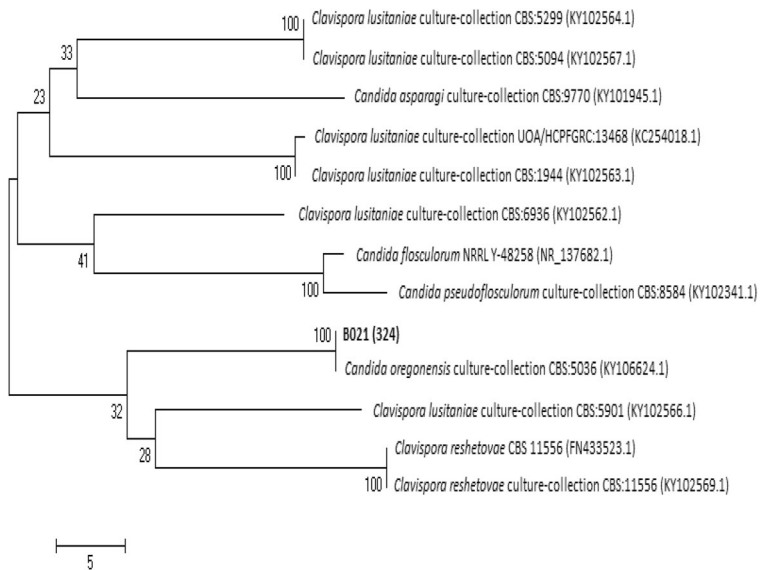 100
Clavispora lusitaniae culture-collection CBS:5299 (KY102564.1)
33
Clavispora lusitaniae culture-collection CBS:5094 (KY102567.1)
23
Candida asparagi culture-collection CBS:9770 (KY101945.1)
Clavispora lusitaniae culture-collection UOA/HCPFGRC:13468 (KC254018.1)
100
Clavispora lusitaniae culture-collection CBS:1944 (KY102563.1)
Clavispora lusitaniae culture-collection CBS:6936 (KY102562.1)
41
Candida flosculorum NRRL Y-48258 (NR_137682.1)
100
Candida pseudoflosculorum culture-collection CBS:8584 (KY102341.1)
100
B021 (324)
Candida oregonensis culture-collection CBS:5036 (KY106624.1)
32
Clavispora lusitaniae culture-collection CBS:5901 (KY102566.1)
28
Clavispora reshetovae CBS 11556 (FN433523.1)
100
Clavispora reshetovae culture-collection CBS:11556 (KY102569.1)
5